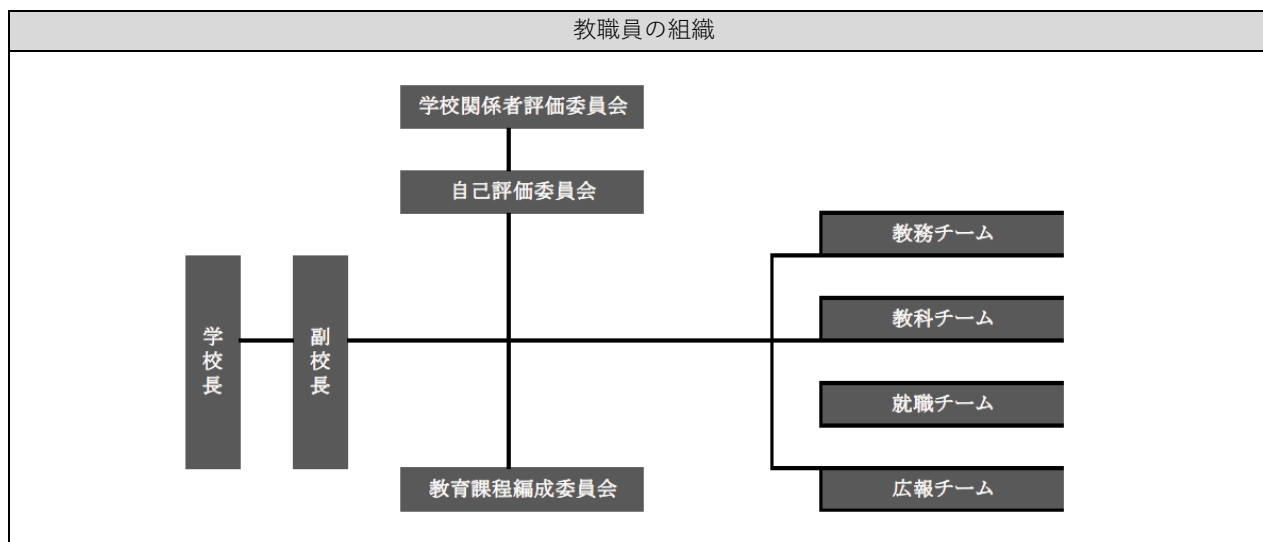 教職員の組織
学校関係者評価委員会
自己評価委員会
教務チーム
学校長
副校長
教科チーム
就職チーム
教育課程編成委員会
広報チーム